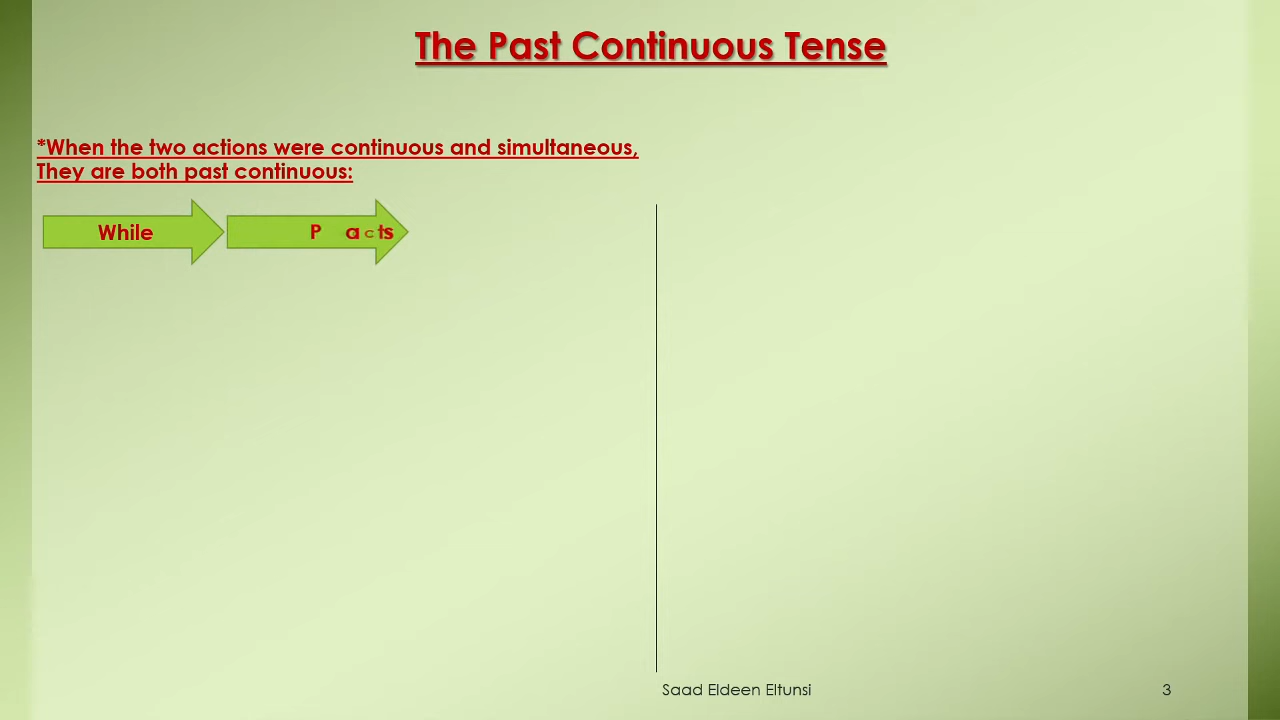 The Past Continuous Tense
*When the two actions were continuous and simultaneous,
They are both past continuous:
While
Saad Eldeen Eltunsi 3